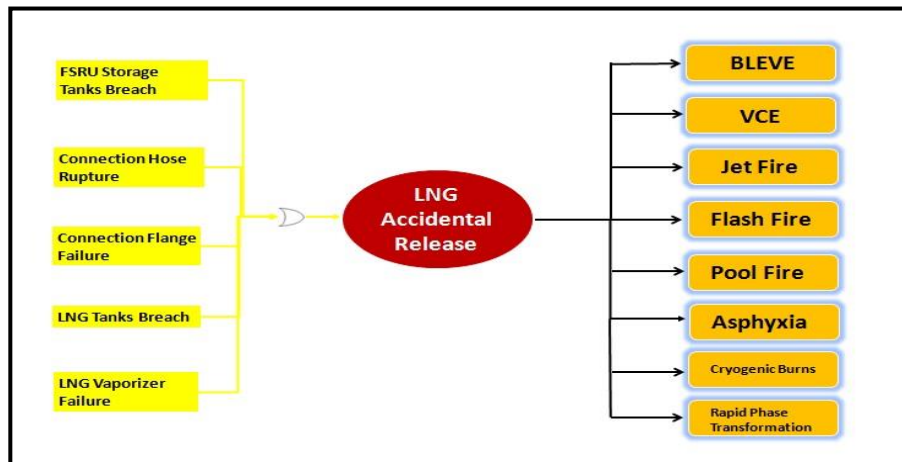 FSRU Storage
Tanks Breach
Connection Hose
Rupture
Connection Flange
Failure
LNG Tanks Breach
LNG Vaporizer
Failure
LNG
Accidental
Release
BLEVE
VCE
Jet Fire
Flash Fire
Pool Fire
Asphyxia
Cryogenic Burns
Rapid Phase
Transformation